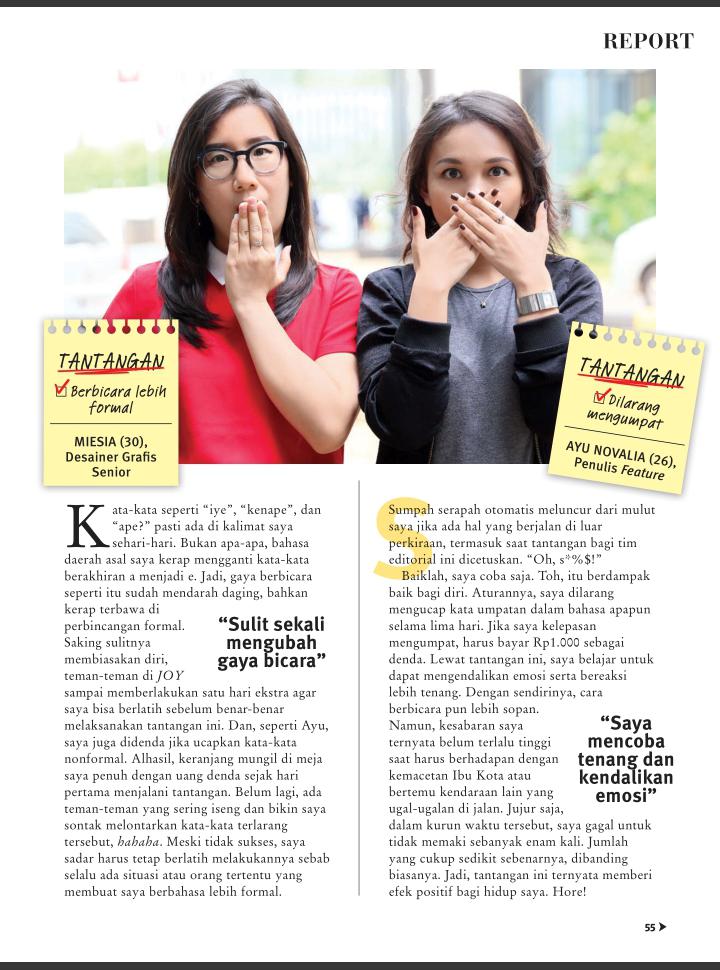 REPORT
TANTANGAN
Berbicara lebih
formal
MIESIA (30),
Desainer Grafis
Senior
TANTANGAN
Dilarang
mengumpat
AYU NOVALIA (26),
Penulis Feature
Kata-kata seperti “iye”, “kenape”, dan
“ape?” pasti ada di kalimat saya
sehari-hari. Bukan apa-apa, bahasa
daerah asal saya kerap mengganti kata-kata
berakhiran a menjadi e. Jadi, gaya berbicara
seperti itu sudah mendarah daging, bahkan
kerap terbawa di
perbincangan formal.
Saking sulitnya
membiasakan diri,
teman-teman di JOY
sampai memberlakukan satu hari ekstra agar
saya bisa berlatih sebelum benar-benar
melaksanakan tantangan ini. Dan, seperti Ayu,
saya juga didenda jika ucapkan kata-kata
nonformal. Alhasil, keranjang mungil di meja
saya penuh dengan uang denda sejak hari
pertama menjalani tantangan. Belum lagi, ada
teman-teman yang sering iseng dan bikin saya
sontak melontarkan kata-kata terlarang
tersebut, hahaha. Meski tidak sukses, saya
sadar harus tetap berlatih melakukannya sebab
selalu ada situasi atau orang tertentu yang
membuat saya berbahasa lebih formal.
“Sulit sekali
mengubah
gaya bicara”
Sumpah serapah otomatis meluncur dari mulut
saya jika ada hal yang berjalan di luar
perkiraan, termasuk saat tantangan bagi tim
editorial ini dicetuskan. “Oh, s*%$!”
Baiklah, saya coba saja. Toh, itu berdampak
baik bagi diri. Aturannya, saya dilarang
mengucap kata umpatan dalam bahasa apapun
selama lima hari. Jika saya kelepasan
mengumpat, harus bayar Rp1.000 sebagai
denda. Lewat tantangan ini, saya belajar untuk
dapat mengendalikan emosi serta bereaksi
lebih tenang. Dengan sendirinya, cara
berbicara pun lebih sopan.
Namun, kesabaran saya
ternyata belum terlalu tinggi
saat harus berhadapan dengan
kemacetan Ibu Kota atau
bertemu kendaraan lain yang
ugal-ugalan di jalan. Jujur saja,
dalam kurun waktu tersebut, saya gagal untuk
tidak memaki sebanyak enam kali. Jumlah
yang cukup sedikit sebenarnya, dibanding
biasanya. Jadi, tantangan ini ternyata memberi
efek positif bagi hidup saya. Hore!
“Saya
mencoba
tenang dan
kendalikan
emosi”
55